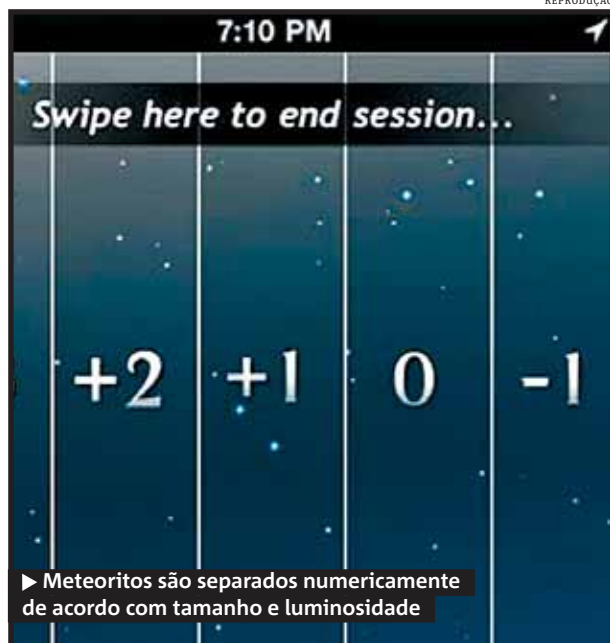 REPRODUÇÃO
7:10 PM
Swipe here to end session...
+2 +1 0 -1
▶ Meteoritos são separados numericamente
de acordo com tamanho e luminosidade